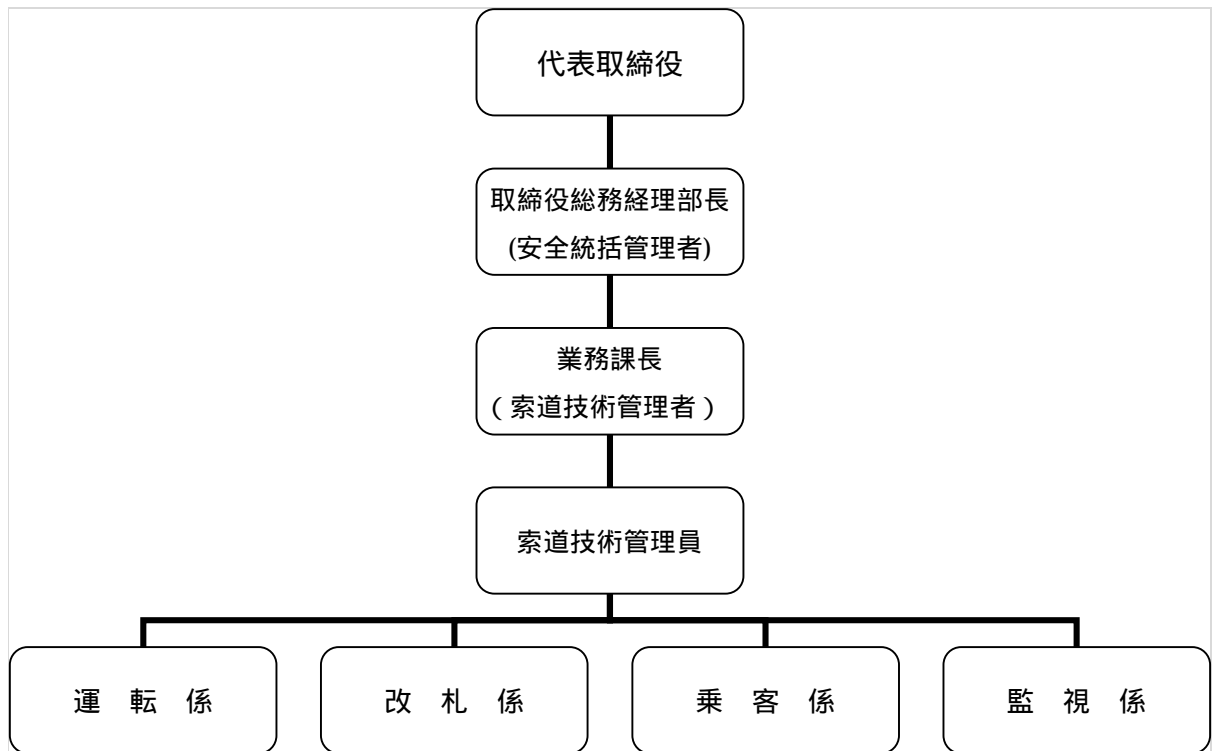 代表取締役
取締役総務経理部長
(安全統括管理者)
業務課長
( 索道技術管理者 )
索道技術管理員
運　転　係
改　札　係
乗　客　係
監　視　係